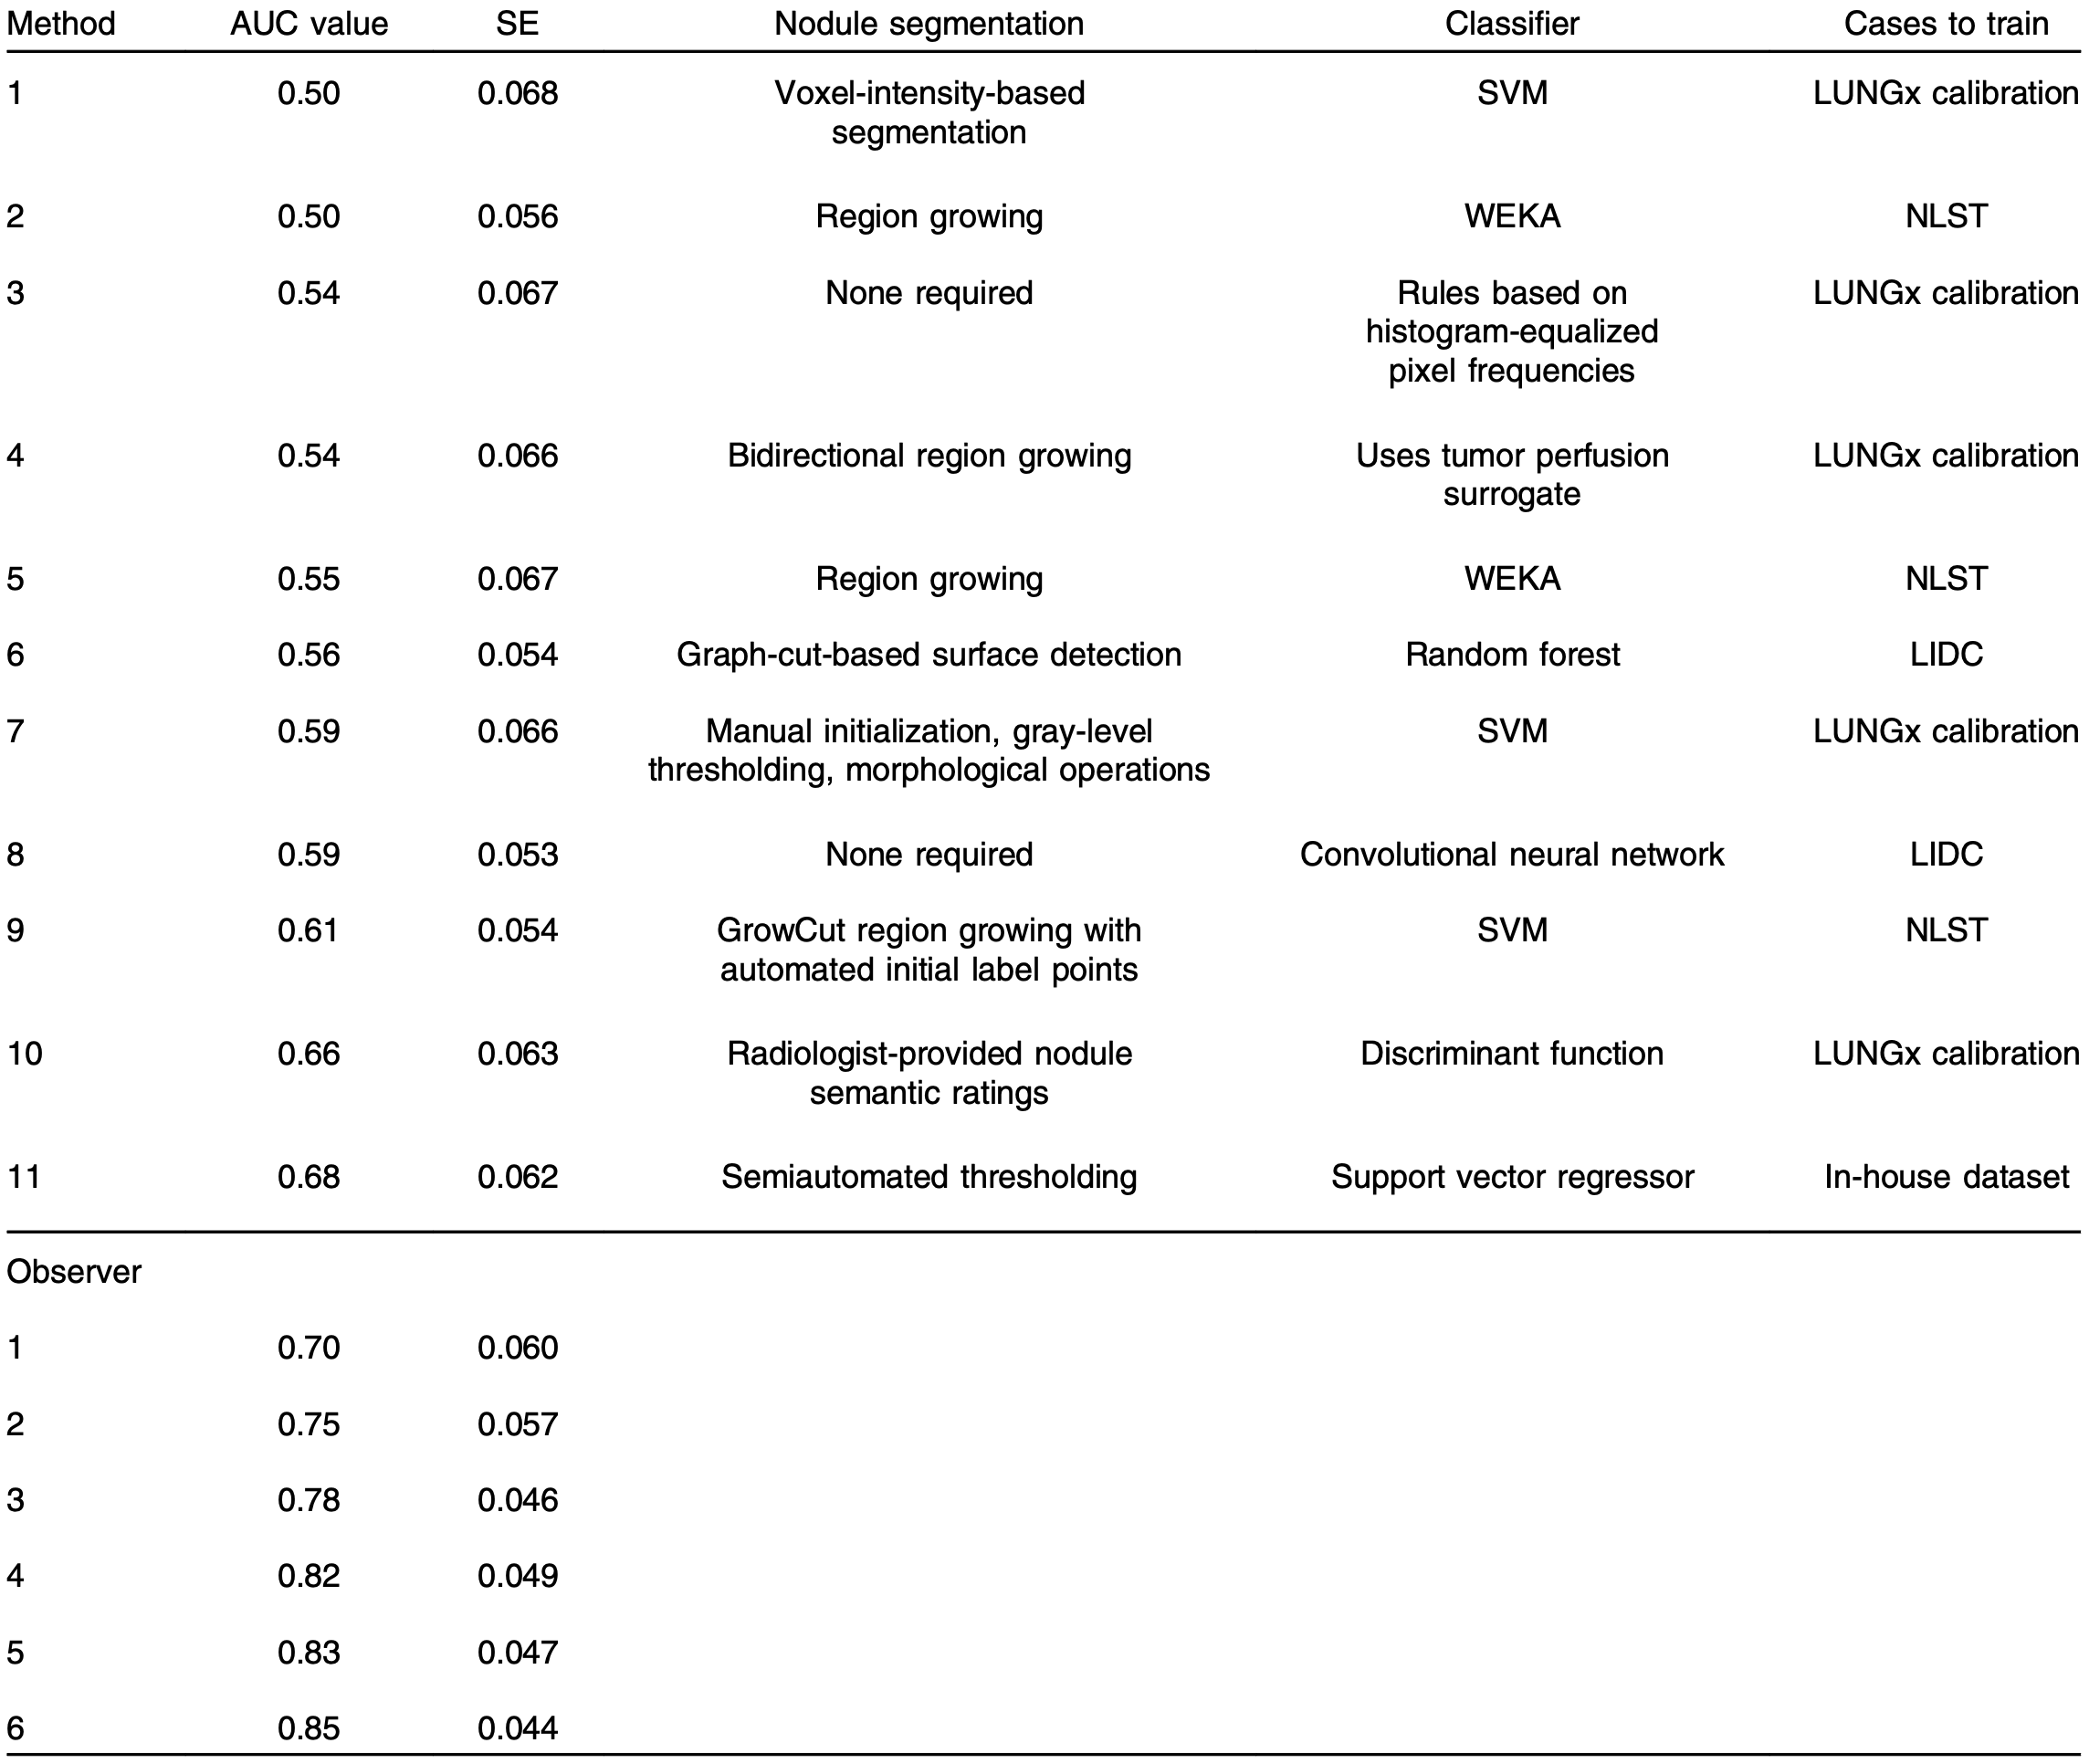 Method AUC value SE Nodule segmentation Classifier Cases to train
1 0.50 0.068 Voxel-intensity-based SVM LUNGx calibration
segmentation
2 0.50 0.056 Region growing WEKA NLST
3 0.54 0.067 None required Rules based on LUNGx calibration
histogram-equalized
pixel frequencies
4 0.54 0.066 Bidirectional region growing Uses tumor perfusion LUNGx calibration
surrogate
5 0.55 0.067 Region growing WEKA NLST
6 0.56 0.054 Graph-cut-based surface detection Random forest LIDC
7 0.59 0.066 Manual initialization, gray-level SVM LUNGx calibration
thresholding, morphological operations
8 0.59 0.053 None required Convolutional neural network LIDC
9 0.61 0.054 GrowCut region growing with SVM NLST
automated initial label points
10 0.66 0.063 Radiologist-provided nodule Discriminant function LUNGx calibration
semantic ratings
11 0.68 0.062 Semiautomated thresholding Support vector regressor In-house dataset
Observer
1 0.70 0.060
2 0.75 0.057
3 0.78 0.046
4 0.82 0.049
5 0.83 0.047
6 0.85 0.044